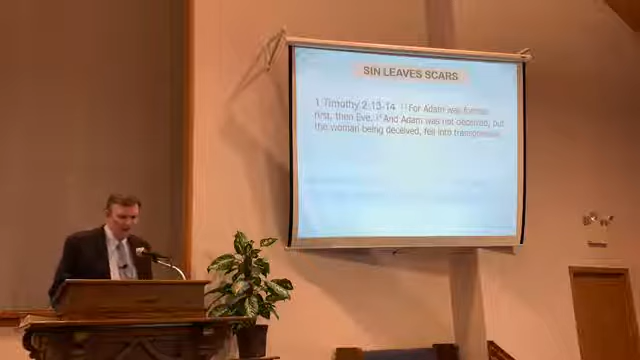 SIN LEAVES SCARS
1 Timothy 2:13-14 13 For Adam was formed
first, then Eve. 14 And Adam was not deceived, but
the woman being deceived, fell into transgression.